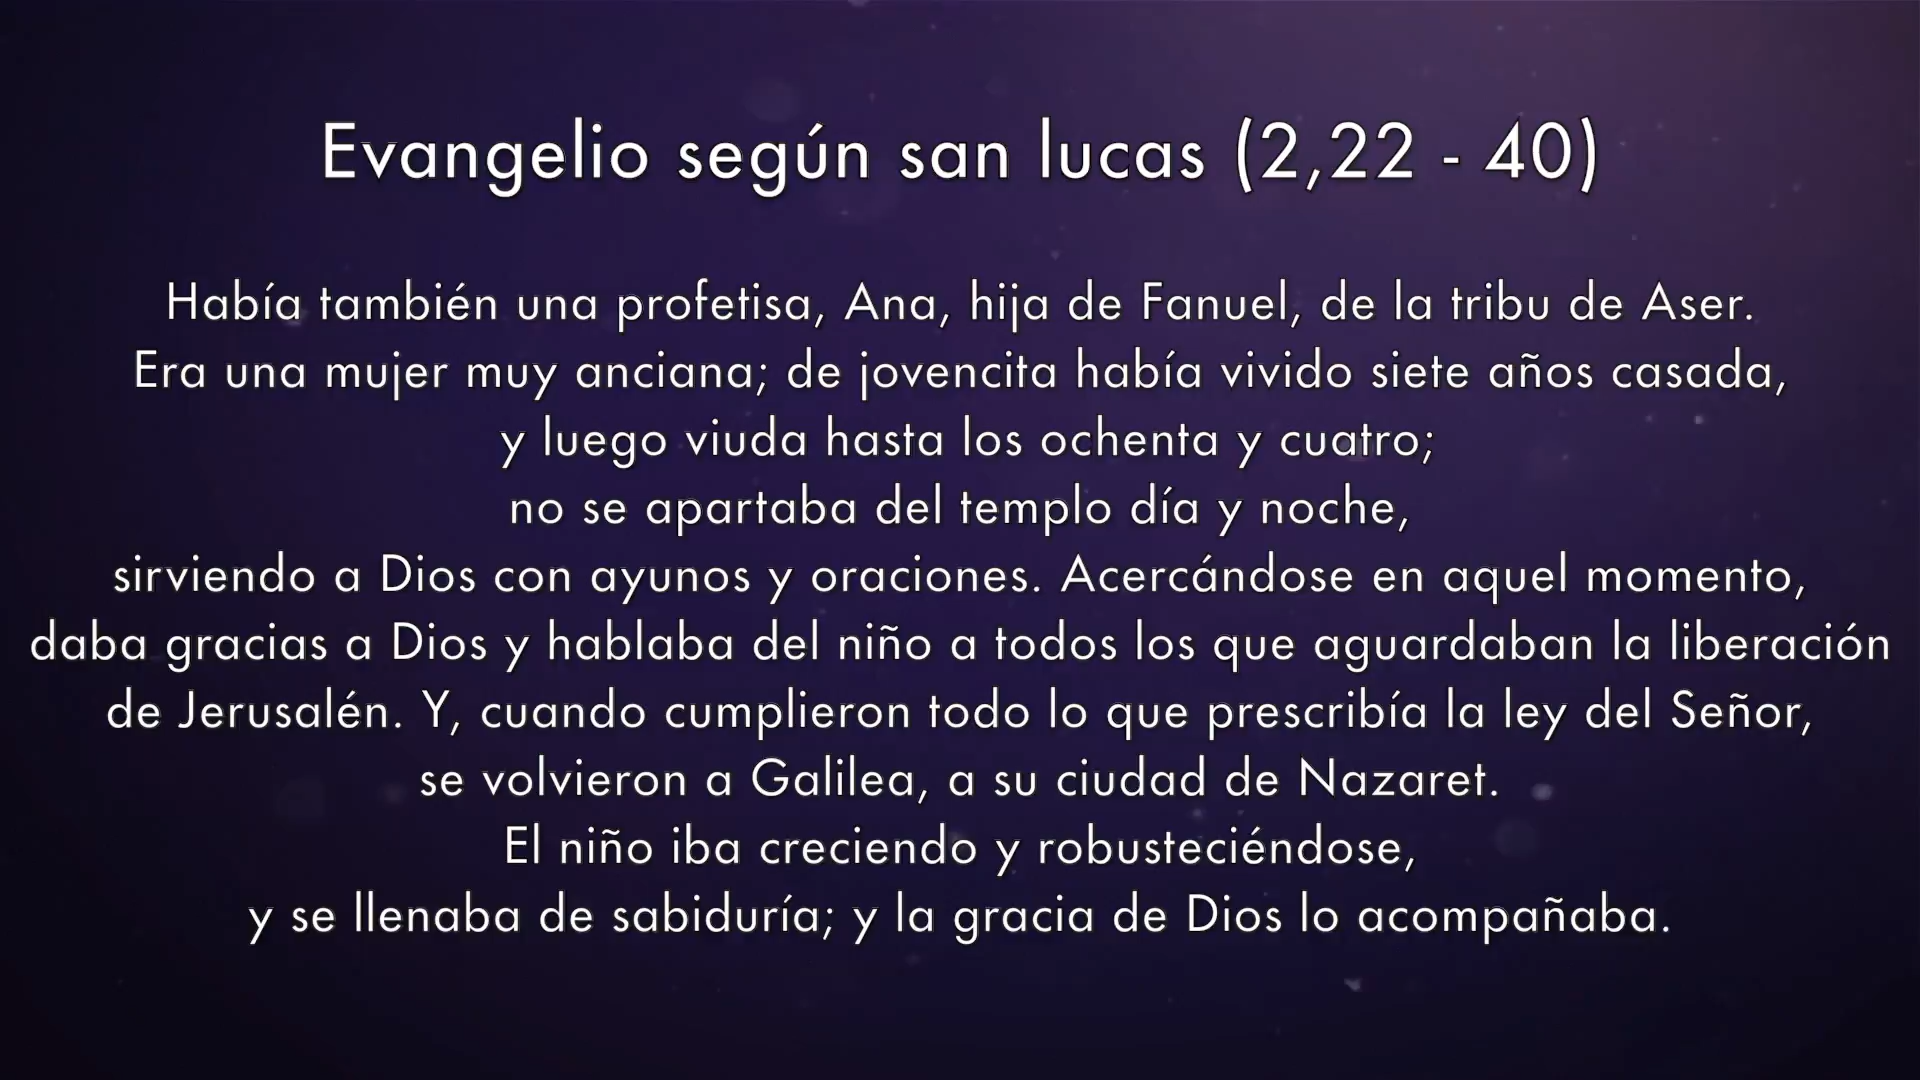 Evangelio según san lucas (2,22 - 40)
Había también una profetisa, Ana, hija de Fanuel, de la tribu de Aser.
Era una mujer muy anciana; de jovencita había vivido siete años casada,
y luego viuda hasta los ochenta y cuatro;
no se apartaba del templo día y noche,
sirviendo a Dios con ayunos y oraciones. Acercándose en aquel momento,
daba gracias a Dios y hablaba del niño a todos los que aguardaban la liberación
de Jerusalén. Y, cuando cumplieron todo lo que prescribía la ley del Señor,
se volvieron a Galilea, a su ciudad de Nazaret.
El niño iba creciendo y robusteciéndose,
y se llenaba de sabiduría; y la gracia de Dios lo acompañaba.